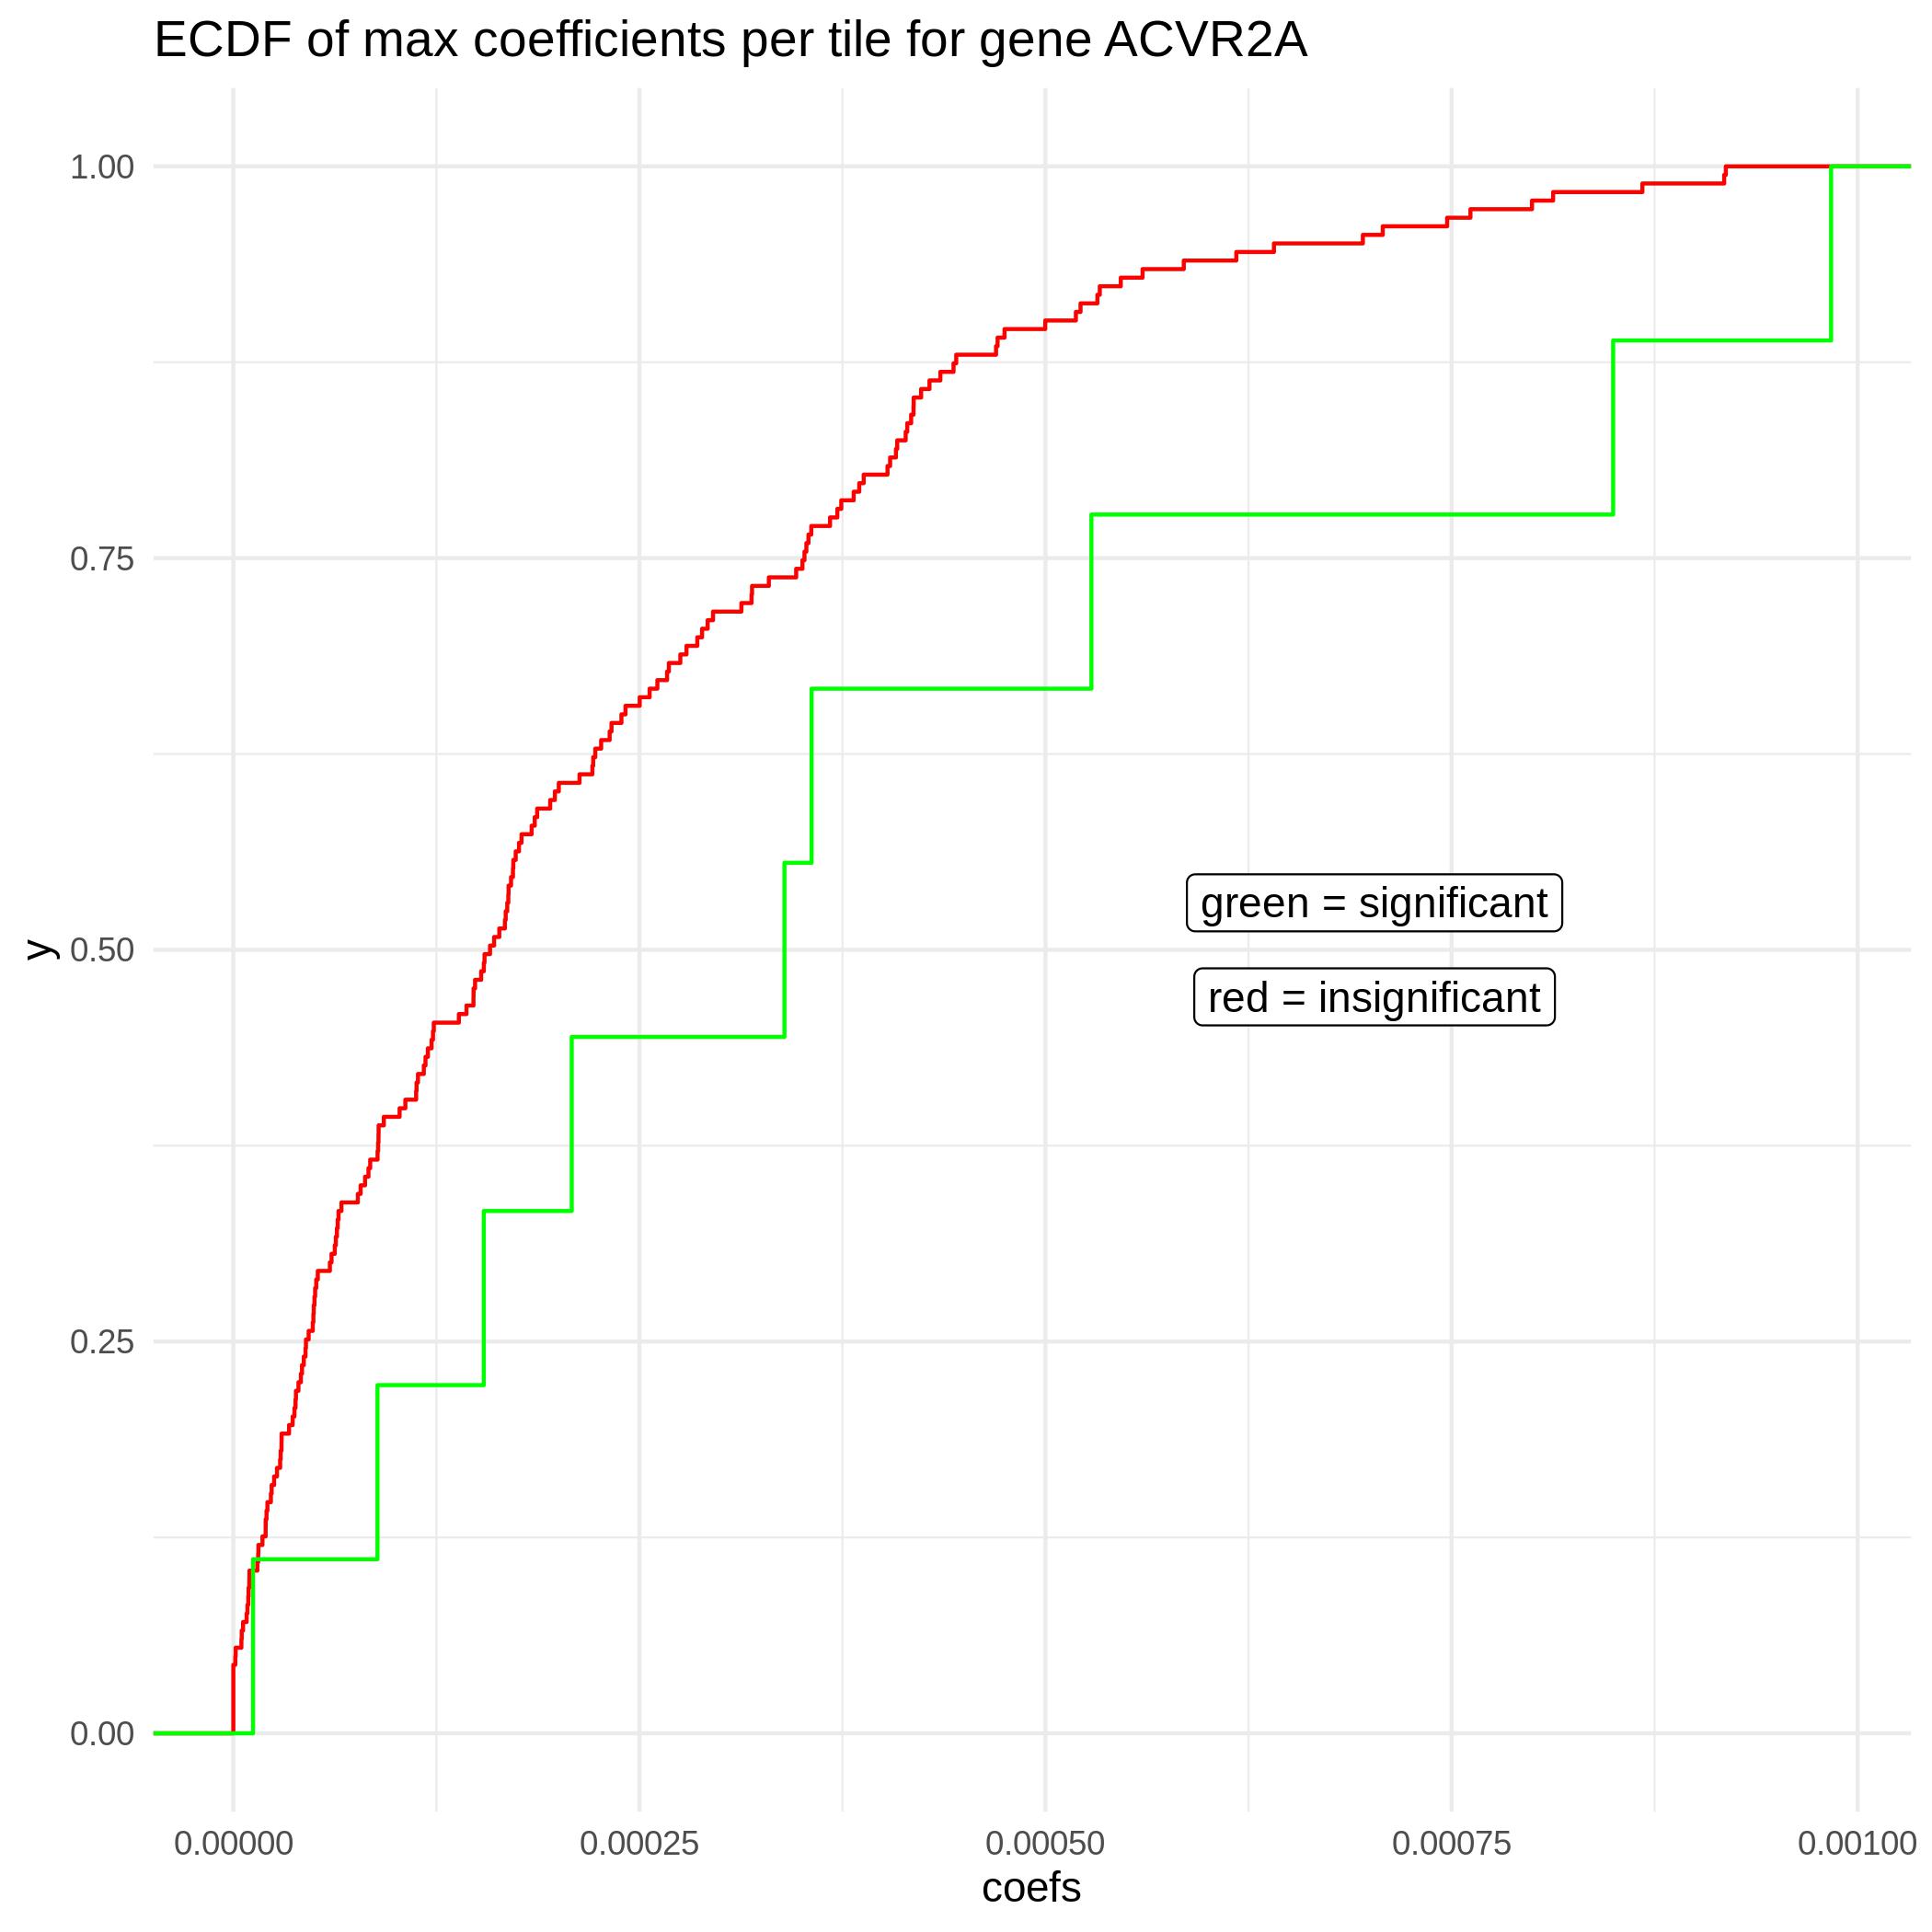 ECDF of max coefficients per tile for gene ACVR2A
1.00
0.75
0.50
0.25
0.00
y
green = significant
red = insignificant
0.00000 0.00025 0.00050 0.00075 0.00100
coefs